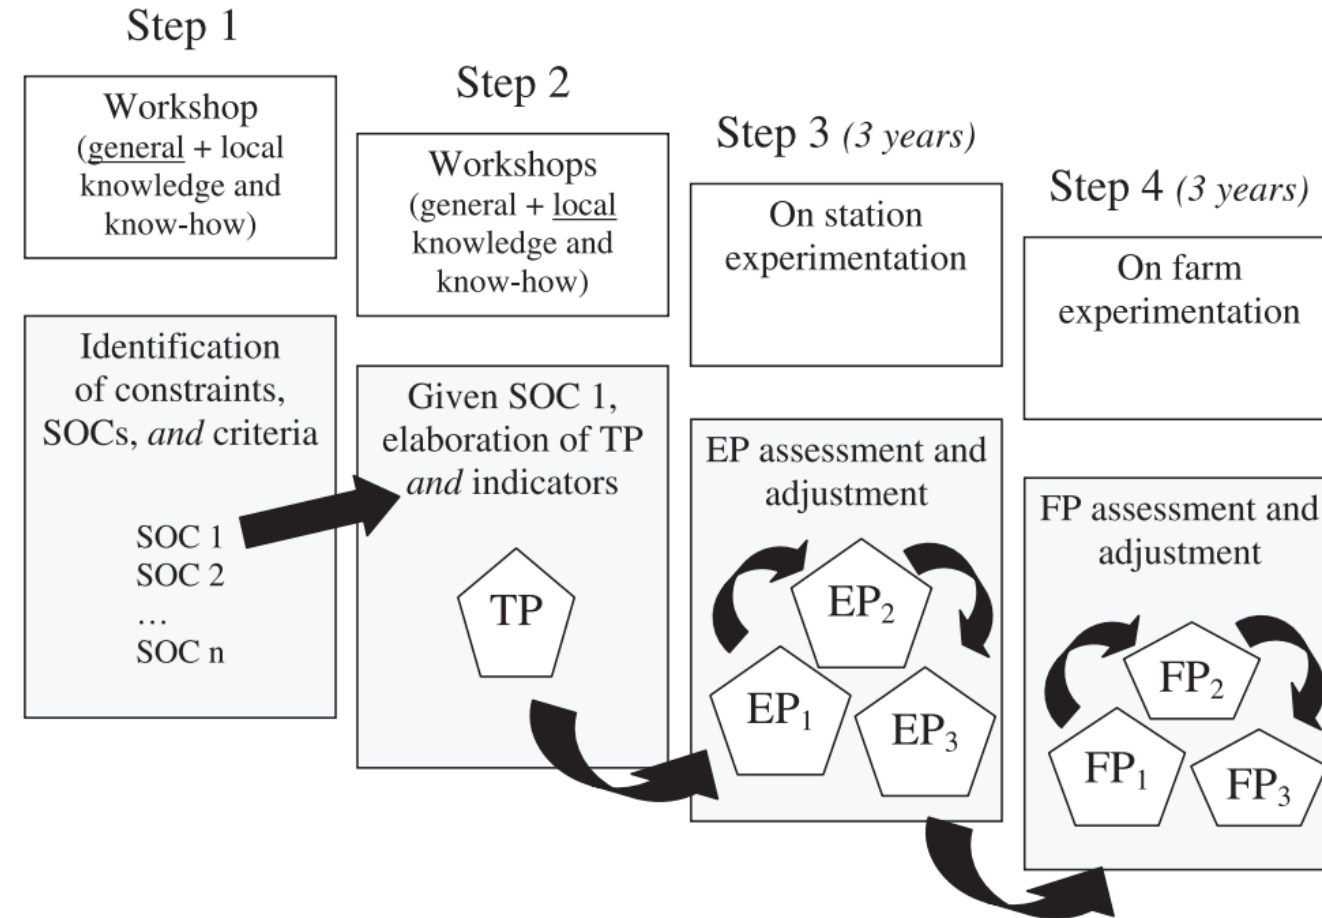 Step 1
Workshop
(general + local
knowledge and
know-how)
Identification
of constraints,
SOCs, and criteria
SOC 1
SOC 2
…
SOC n
Step 2
Workshops
(general + local
knowledge and
know-how)
Given SOC 1,
elaboration of TP
and indicators
TP
Step 3 (3 years)
On station
experimentation
EP assessment and
adjustment
EP₂
EP₁
EP₃
Step 4 (3 years)
On farm
experimentation
FP assessment and
adjustment
FP₂
FP₁
FP₃